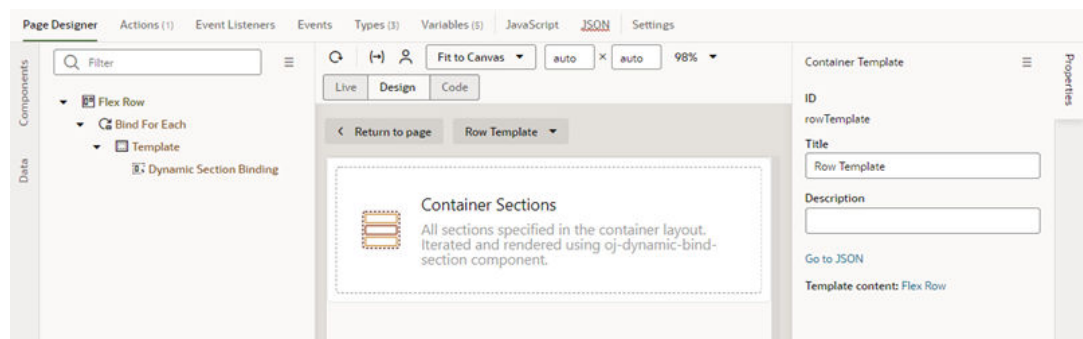 Page Designer Actions (1) Event Listeners Events Types (3) Variables (5) JavaScript JSON Settings
Components
Data
Filter
Flex Row
Bind For Each
Template
Dynamic Section Binding
Fit to Canvas auto × auto 98%
Live Design Code
Return to page Row Template
Container Sections
All sections specified in the container layout.
Iterated and rendered using oj-dynamic-bind-
section component.
Container Template
ID
rowTemplate
Title
Row Template
Description
Go to JSON
Template content: Flex Row
Properties